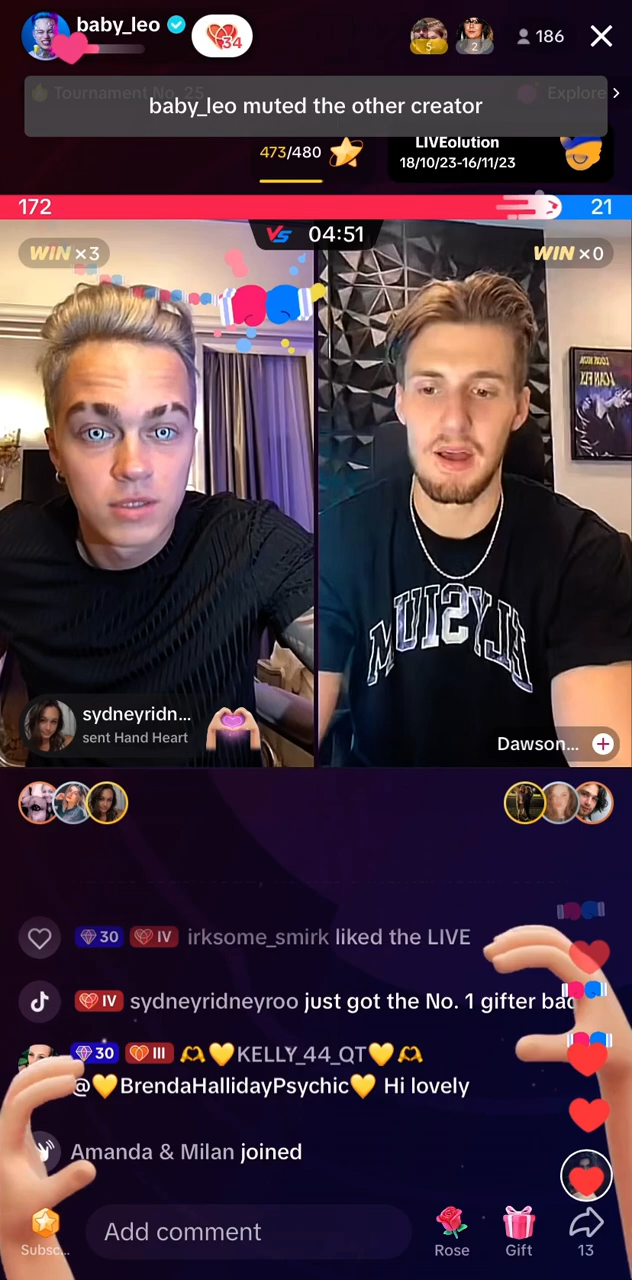 baby_leo
34
5
2
186
Tournament No. 25
Explore
baby_leo muted the other creator
473/480
LIVEolution
18/10/23-16/11/23
172
21
VS 04:51
WIN ×3
WIN ×0
ELYSIUM
sydneyridn...
sent Hand Heart
Dawson...
30 IV irksome_smirk liked the LIVE
IV sydneyridneyroo just got the No. 1 gifter bad
30 III 🫶💛KELLY_44_QT💛🫶
@💛BrendaHallidayPsychic💛 Hi lovely
Amanda & Milan joined
Subsc...
Add comment
Rose
Gift
13